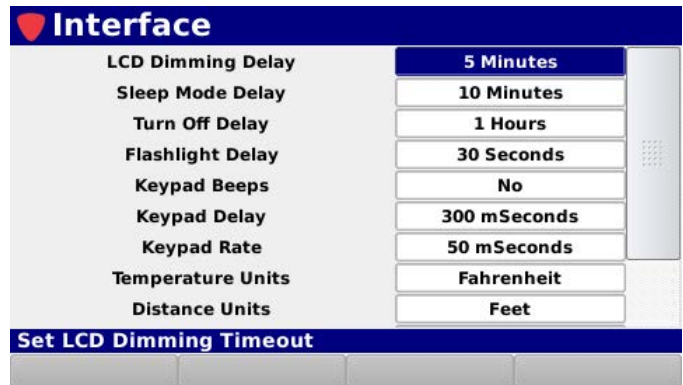 Interface
LCD Dimming Delay 5 Minutes
Sleep Mode Delay 10 Minutes
Turn Off Delay 1 Hours
Flashlight Delay 30 Seconds
Keypad Beeps No
Keypad Delay 300 mSeconds
Keypad Rate 50 mSeconds
Temperature Units Fahrenheit
Distance Units Feet
Set LCD Dimming Timeout